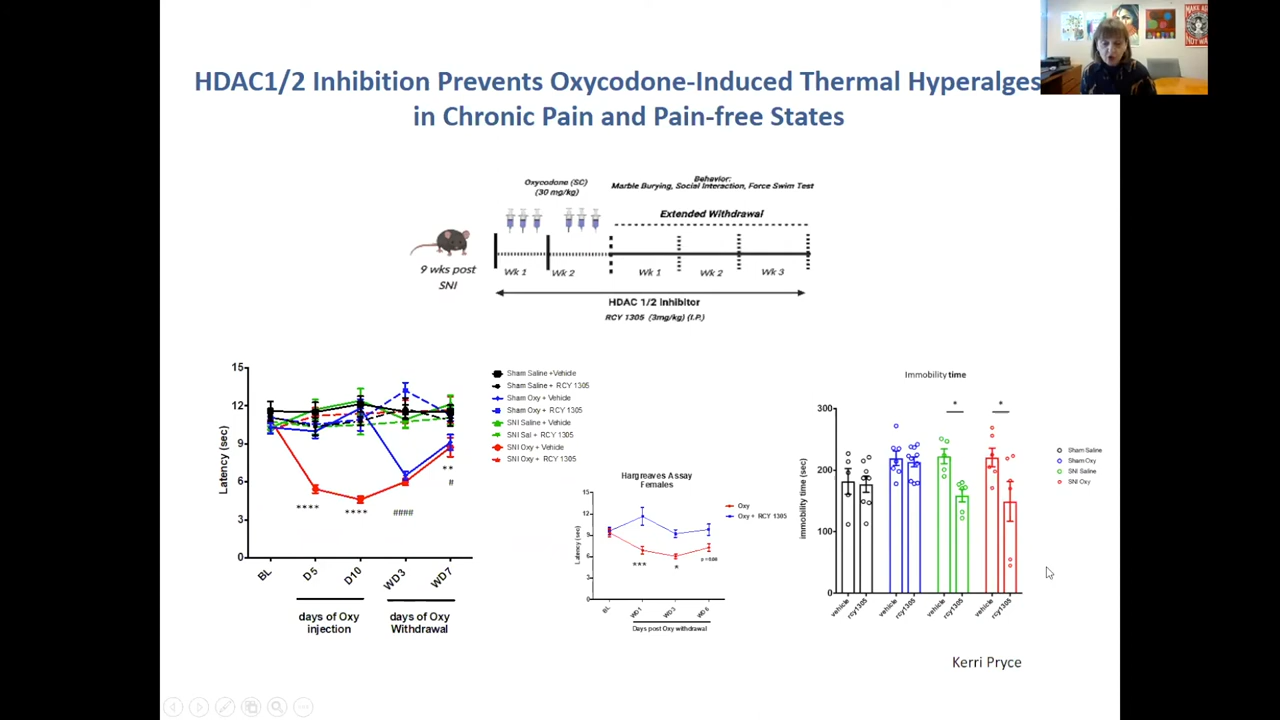 HDAC1/2 Inhibition Prevents Oxycodone-Induced Thermal Hyperalges
in Chronic Pain and Pain-free States
Oxycodone (SC)
(30 mg/kg)
Behavior:
Marble Burying, Social Interaction, Force Swim Test
Extended Withdrawal
9 wks post
SNI
Wk 1
Wk 2
Wk 1
Wk 2
Wk 3
HDAC 1/2 Inhibitor
RCY 1305 (3mg/kg) (I.P.)
15
12
9
6
3
0
Latency (sec)
****
****
####
**
#
BL
D5
D10
WD3
WD7
days of Oxy
injection
days of Oxy
Withdrawal
Sham Saline +Vehicle
Sham Saline + RCY 1305
Sham Oxy + Vehicle
Sham Oxy + RCY 1305
SNI Saline + Vehicle
SNI Sal + RCY 1305
SNI Oxy + Vehicle
SNI Oxy + RCY 1305
Hargreaves Assay
Females
15
12
9
6
3
0
Latency (sec)
***
*
BL
WD1
WD3
Days post Oxy withdrawal
Oxy
Oxy + RCY 1305
Immobility time
300
200
100
0
immobility time (sec)
*
*
vehicle
rcy1305
vehicle
rcy1305
vehicle
rcy1305
vehicle
rcy1305
Sham Saline
Sham Oxy
SNI Saline
SNI Oxy
Kerri Pryce